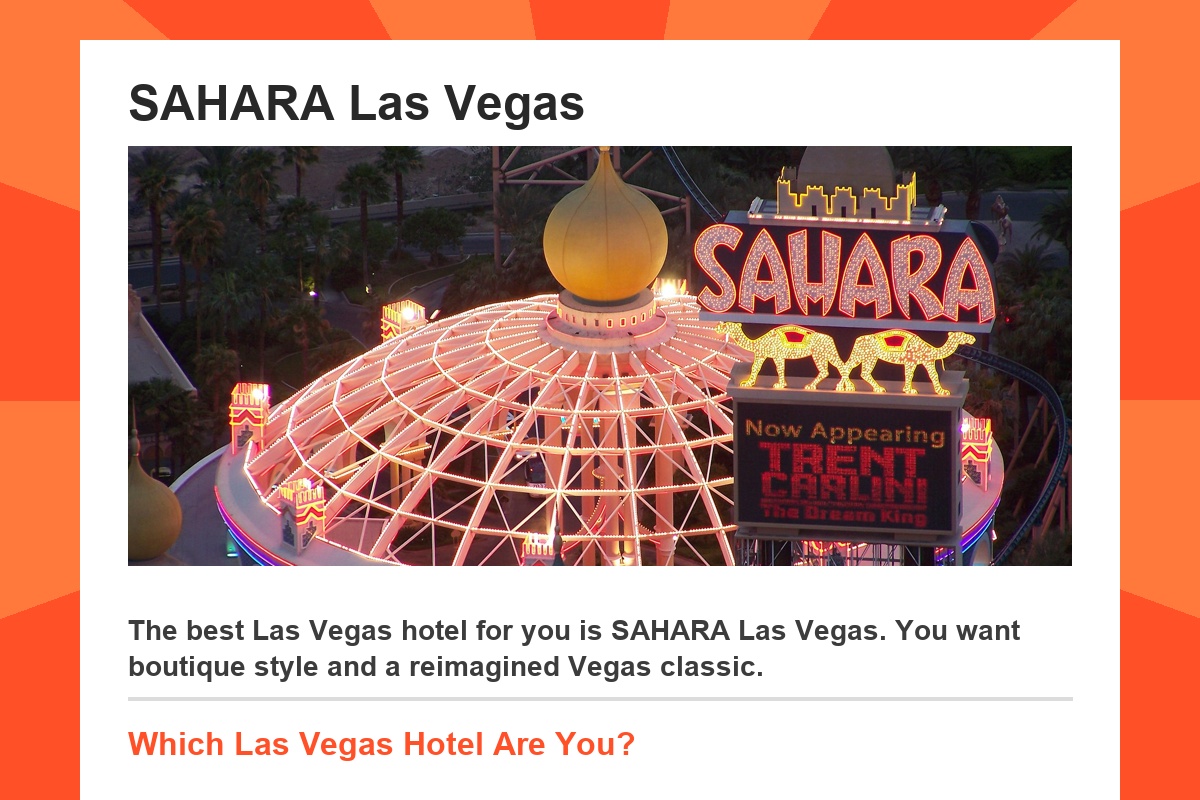 SAHARA Las Vegas
SAHARA
Now Appearing
TRENT
CARLINI
The Dream King
The best Las Vegas hotel for you is SAHARA Las Vegas. You want
boutique style and a reimagined Vegas classic.
Which Las Vegas Hotel Are You?